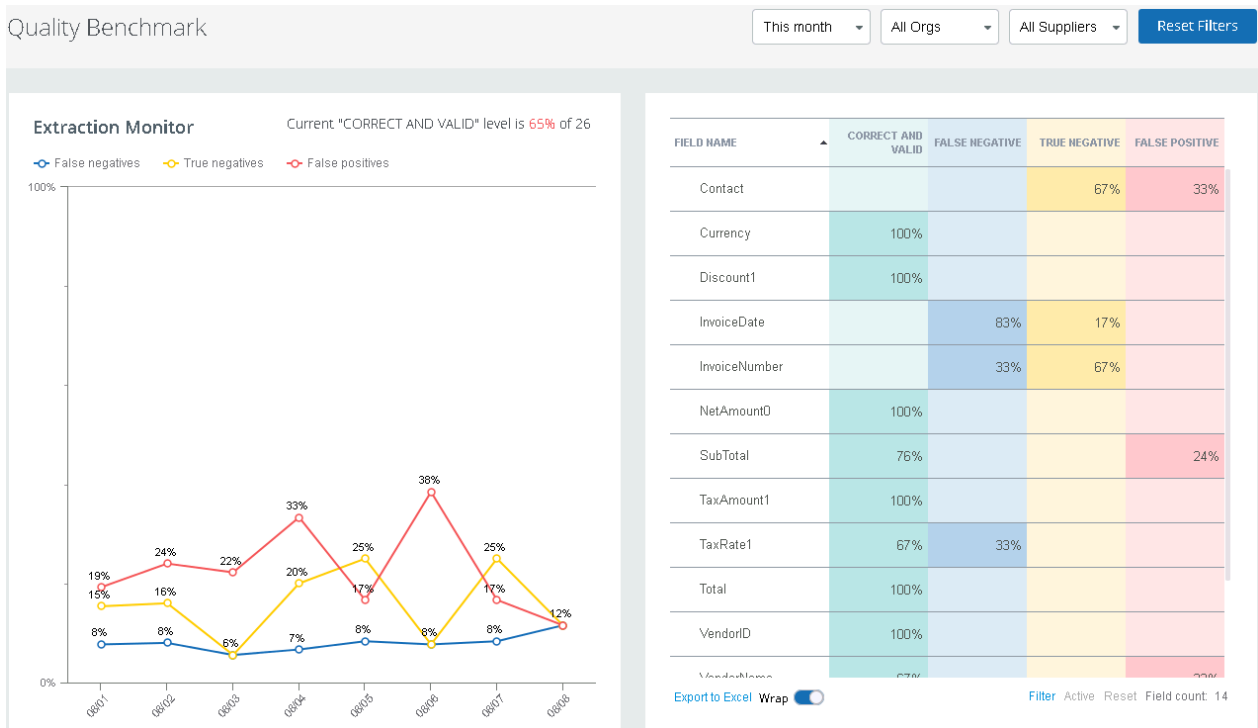 Quality Benchmark
This month
All Orgs
All Suppliers
Reset Filters
Extraction Monitor
Current "CORRECT AND VALID" level is 65% of 26
False negatives True negatives False positives
100%
38%
33%
24% 22% 25% 25%
19% 20% 17% 17%
15% 16% 12%
8% 8% 6% 7% 8% 8% 8%
0%
08/01 08/02 08/03 08/04 08/05 08/06 08/07 08/08
FIELD NAME CORRECT AND VALID FALSE NEGATIVE TRUE NEGATIVE FALSE POSITIVE
Contact 67% 33%
Currency 100%
Discount1 100%
InvoiceDate 83% 17%
InvoiceNumber 33% 67%
NetAmount0 100%
SubTotal 76% 24%
TaxAmount1 100%
TaxRate1 67% 33%
Total 100%
VendorID 100%
VendorName 67% 33%
Export to Excel Wrap Filter Active Reset Field count: 14